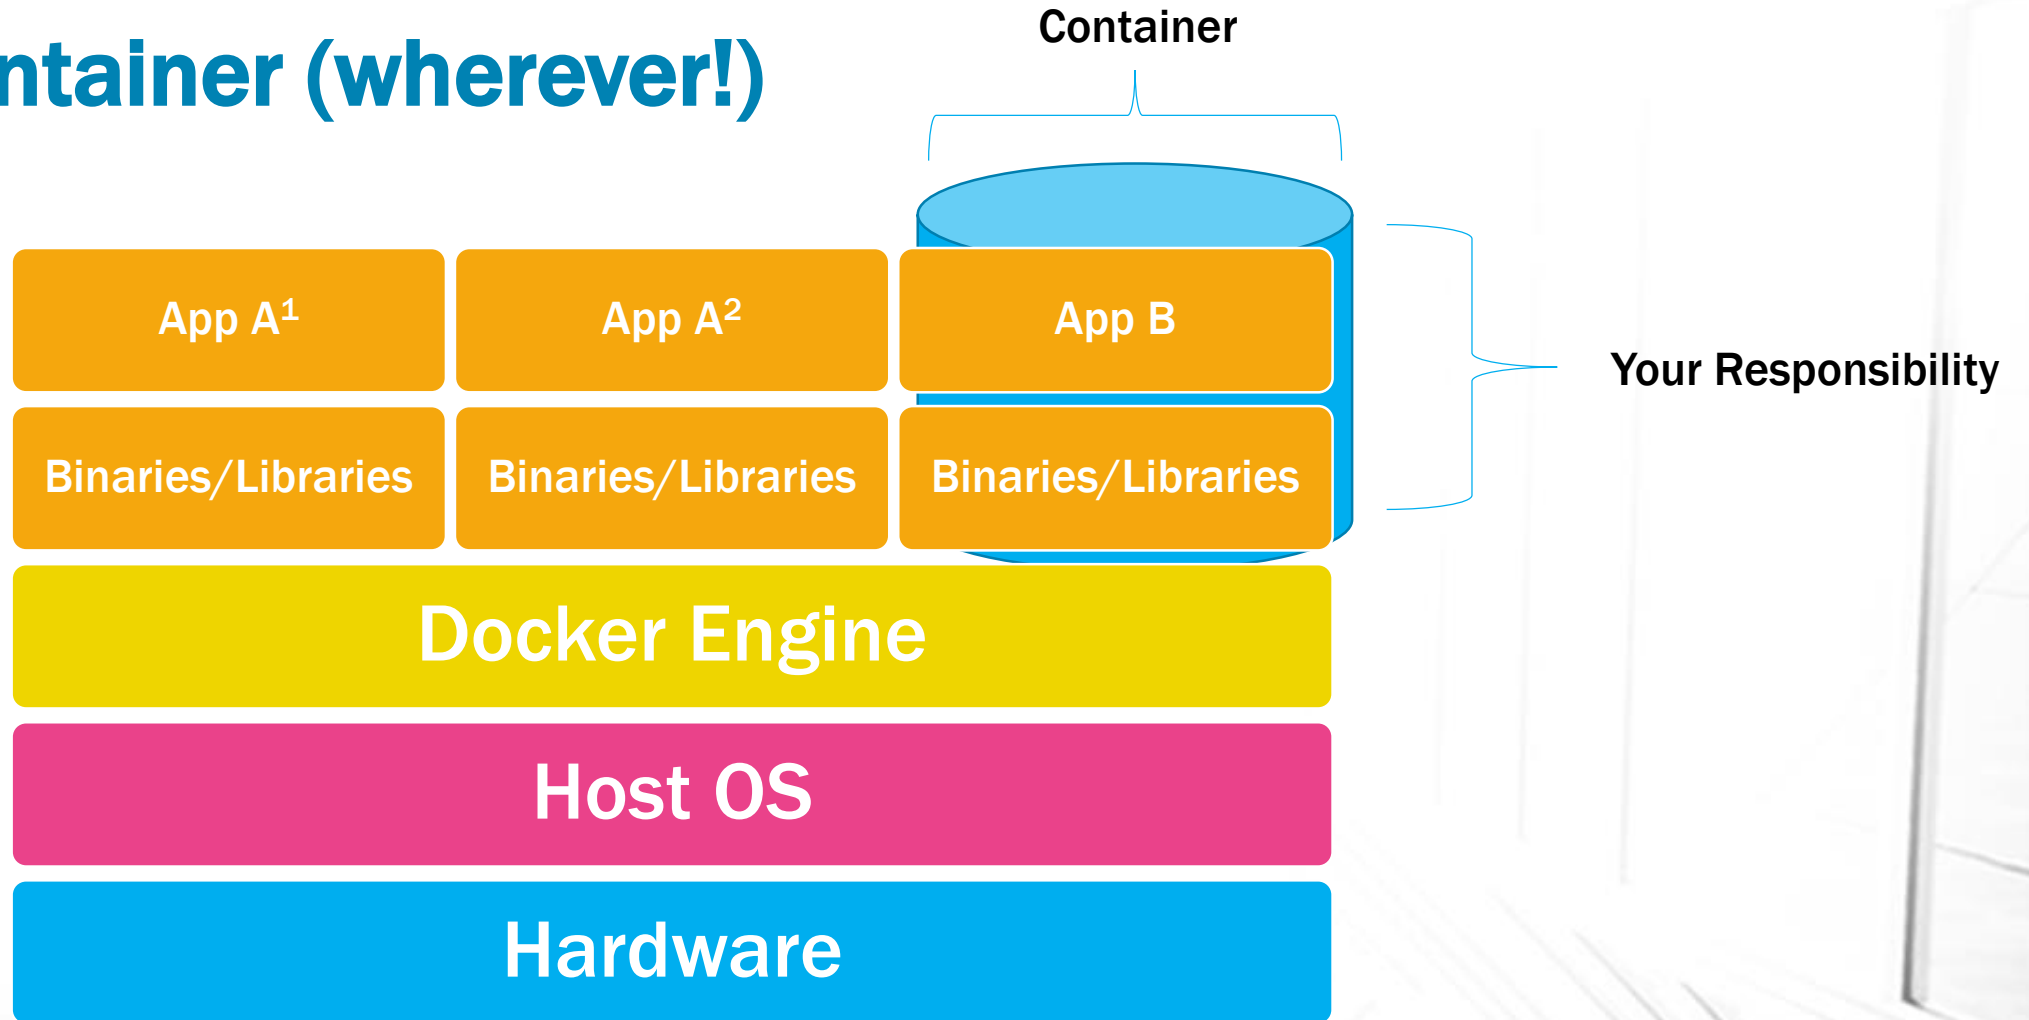 Container
ntainer (wherever!)
App A¹
App A²
App B
Your Responsibility
Binaries/Libraries
Binaries/Libraries
Binaries/Libraries
Docker Engine
Host OS
Hardware